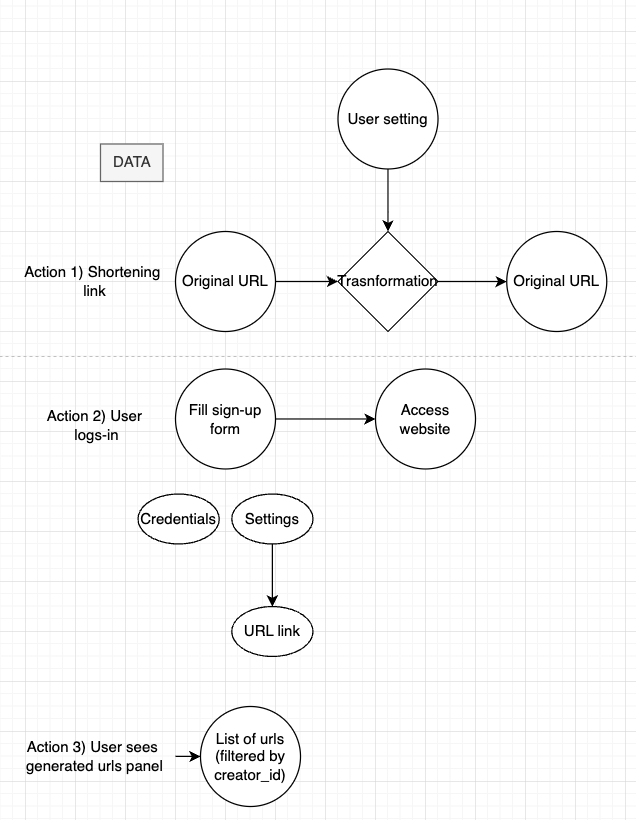 User setting
DATA
Action 1) Shortening
link
Original URL
Trasnformation
Original URL
Action 2) User
logs-in
Fill sign-up
form
Access
website
Credentials
Settings
URL link
Action 3) User sees
generated urls panel
List of urls
(filtered by
creator_id)